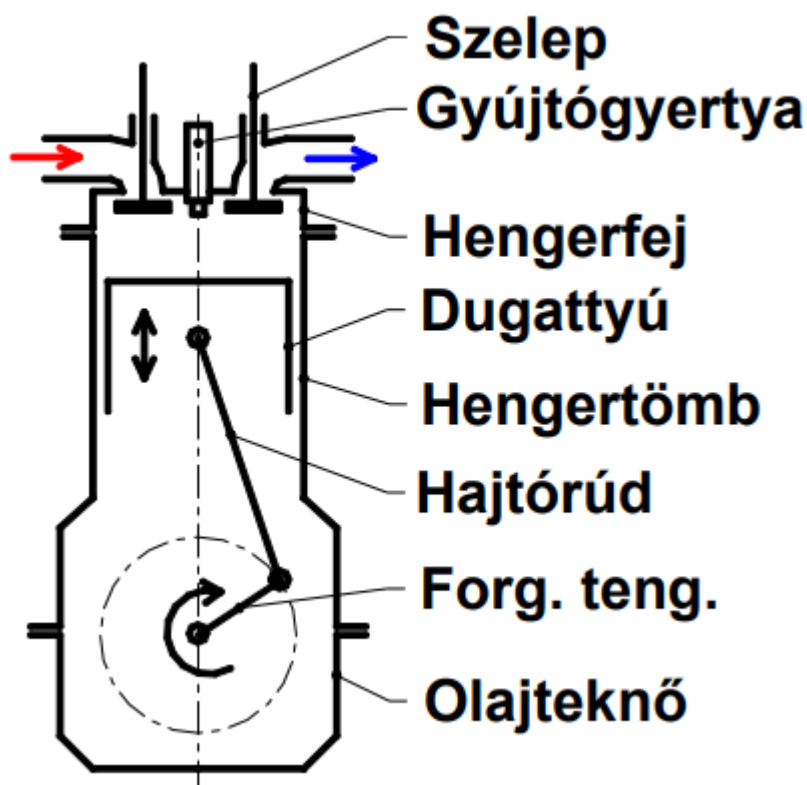 Szelep
Gyújtógyertya
Hengerfej
Dugattyú
Hengertömb
Hajtórúd
Forg. teng.
Olajteknő